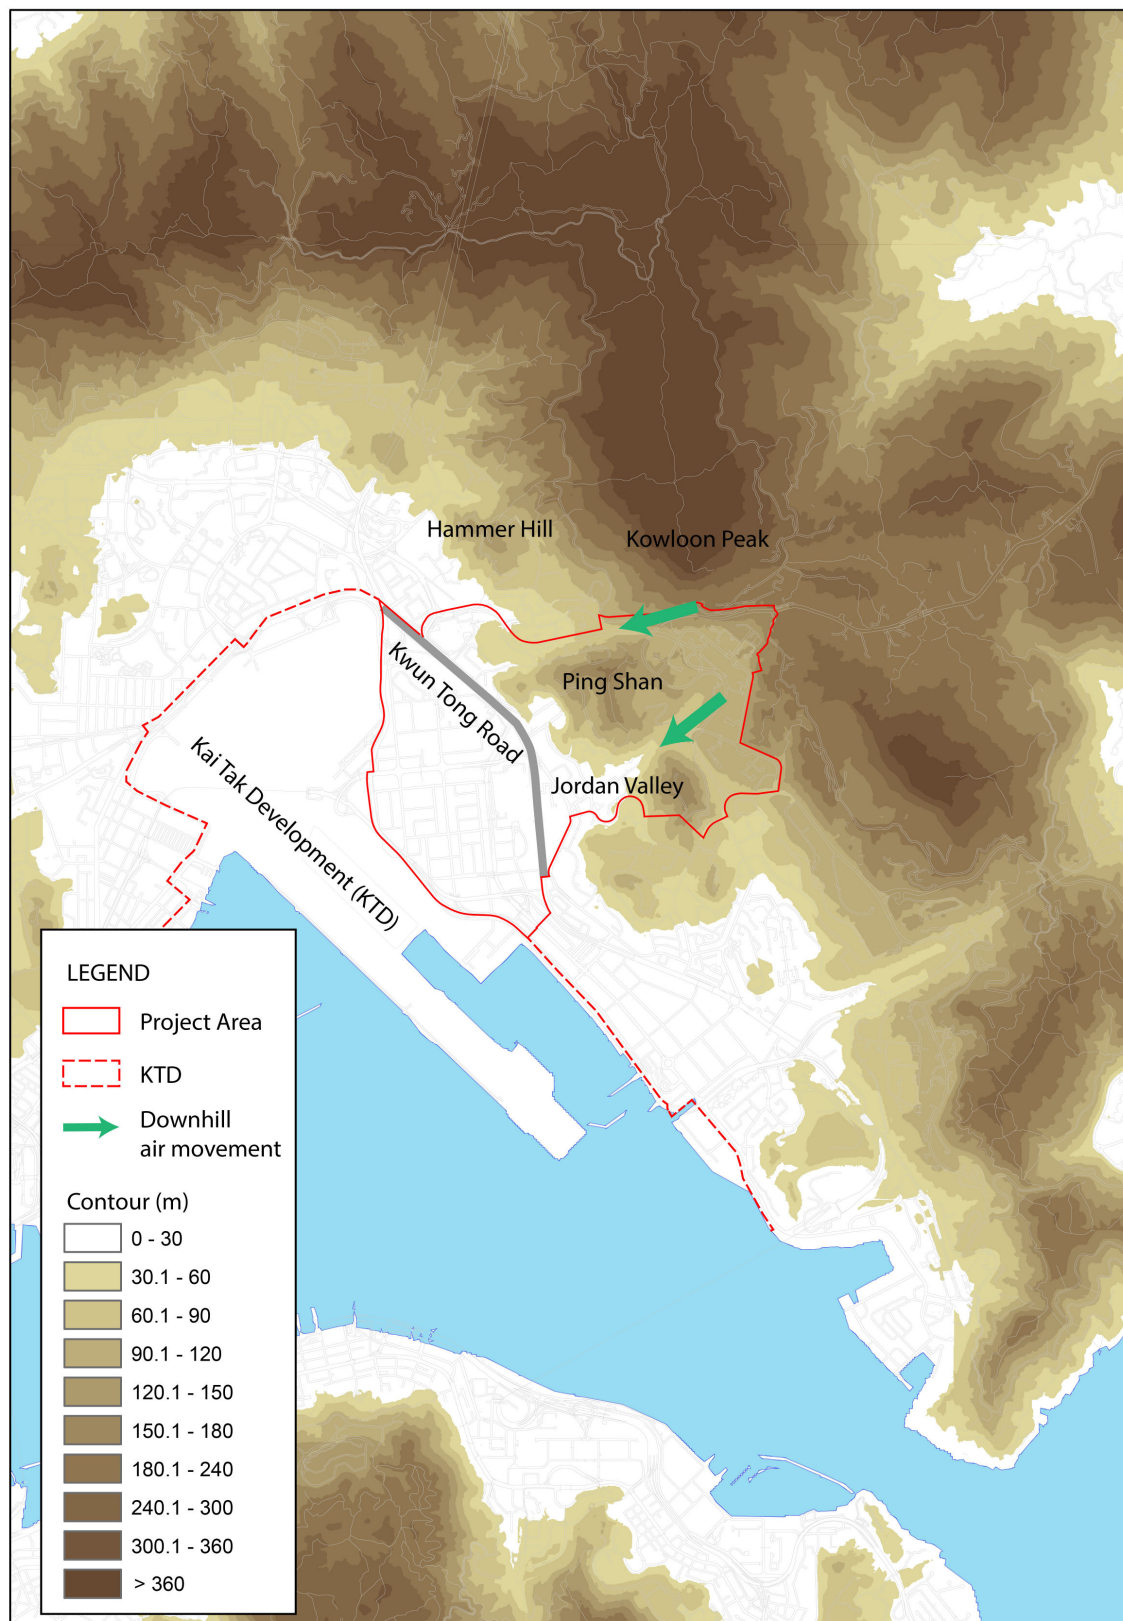 Hammer Hill
Kowloon Peak
Kwun Tong Road
Ping Shan
Jordan Valley
Kai Tak Development (KTD)
LEGEND
Project Area
KTD
Downhill
air movement
Contour (m)
0 - 30
30.1 - 60
60.1 - 90
90.1 - 120
120.1 - 150
150.1 - 180
180.1 - 240
240.1 - 300
300.1 - 360
> 360